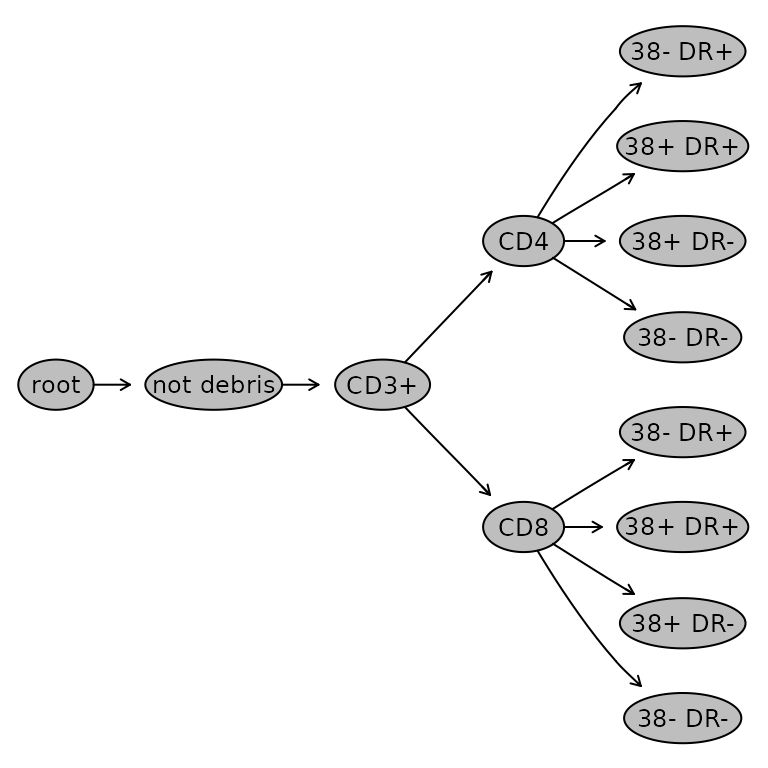 root
not debris
CD3+
CD4
38- DR+
38+ DR+
38+ DR-
38- DR-
CD8
38- DR+
38+ DR+
38+ DR-
38- DR-